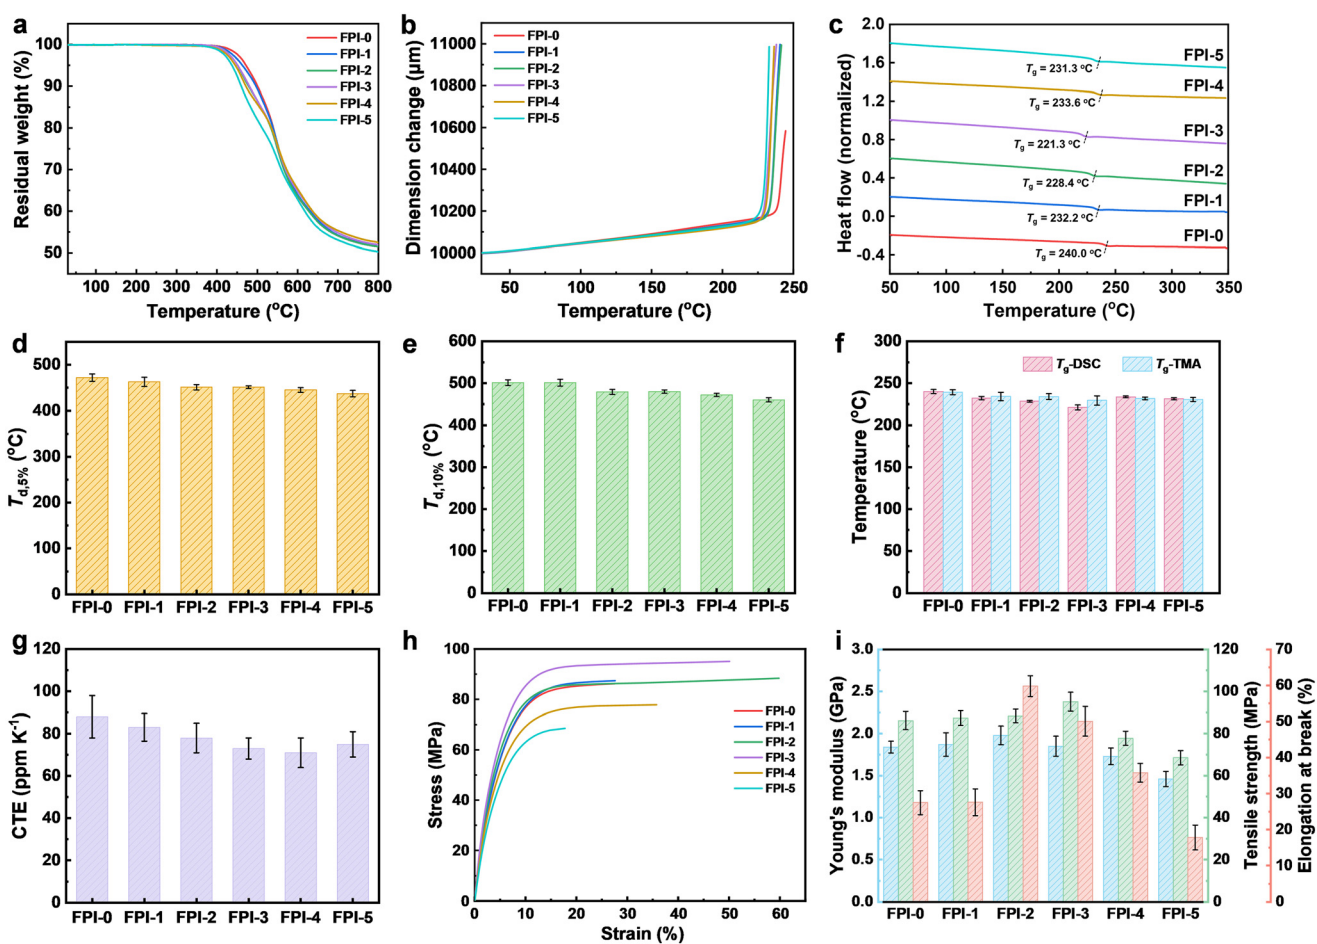 a
100
90
80
70
60
50
Residual weight (%)
FPI-0
FPI-1
FPI-2
FPI-3
FPI-4
FPI-5
100 200 300 400 500 600 700 800
Temperature (°C)
b
11000
10800
10600
10400
10200
10000
Dimension change (μm)
FPI-0
FPI-1
FPI-2
FPI-3
FPI-4
FPI-5
50 100 150 200 250
Temperature (°C)
c
2.0
1.6
1.2
0.8
0.4
0.0
-0.4
Heat flow (normalized)
FPI-5
Tg = 231.3 °C
FPI-4
Tg = 233.6 °C
FPI-3
Tg = 221.3 °C
FPI-2
Tg = 228.4 °C
FPI-1
Tg = 232.2 °C
FPI-0
Tg = 240.0 °C
50 100 150 200 250 300 350
Temperature (°C)
d
500
400
300
200
100
0
Td,5% (°C)
FPI-0 FPI-1 FPI-2 FPI-3 FPI-4 FPI-5
e
600
500
400
300
200
100
0
Td,10% (°C)
FPI-0 FPI-1 FPI-2 FPI-3 FPI-4 FPI-5
f
300
250
200
150
100
50
0
Temperature (°C)
Tg-DSC Tg-TMA
FPI-0 FPI-1 FPI-2 FPI-3 FPI-4 FPI-5
g
120
100
80
60
40
20
0
CTE (ppm K-1)
FPI-0 FPI-1 FPI-2 FPI-3 FPI-4 FPI-5
h
100
80
60
40
20
0
Stress (MPa)
FPI-0
FPI-1
FPI-2
FPI-3
FPI-4
FPI-5
0 10 20 30 40 50 60
Strain (%)
i
3.0
2.5
2.0
1.5
1.0
0.5
0.0
Young's modulus (GPa)
120
100
80
60
40
20
0
Tensile strength (MPa)
70
60
50
40
30
20
10
0
Elongation at break (%)
FPI-0 FPI-1 FPI-2 FPI-3 FPI-4 FPI-5